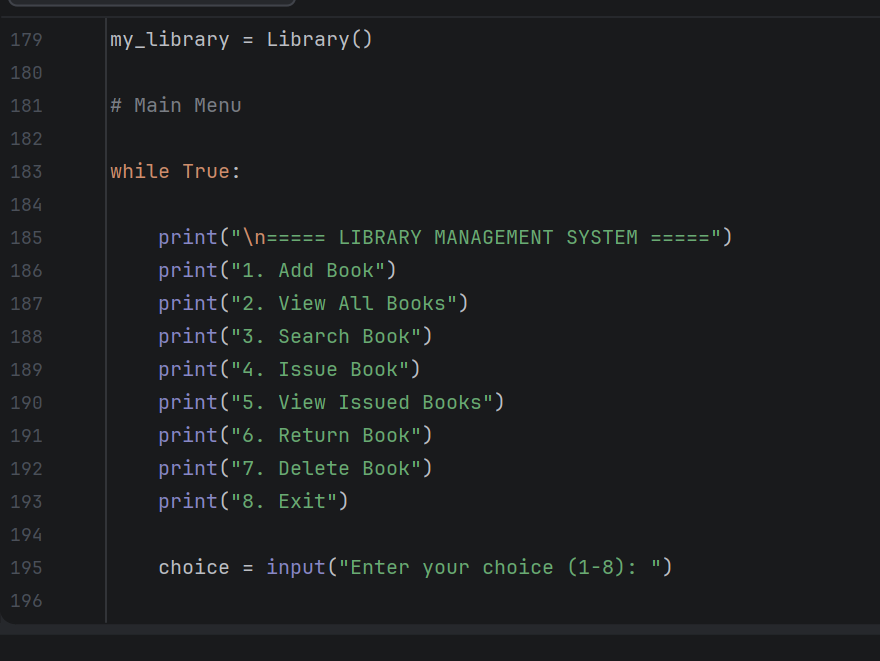 179 my_library = Library()
180
181 # Main Menu
182
183 while True:
184
185     print("\n===== LIBRARY MANAGEMENT SYSTEM =====")
186     print("1. Add Book")
187     print("2. View All Books")
188     print("3. Search Book")
189     print("4. Issue Book")
190     print("5. View Issued Books")
191     print("6. Return Book")
192     print("7. Delete Book")
193     print("8. Exit")
194
195     choice = input("Enter your choice (1-8): ")
196